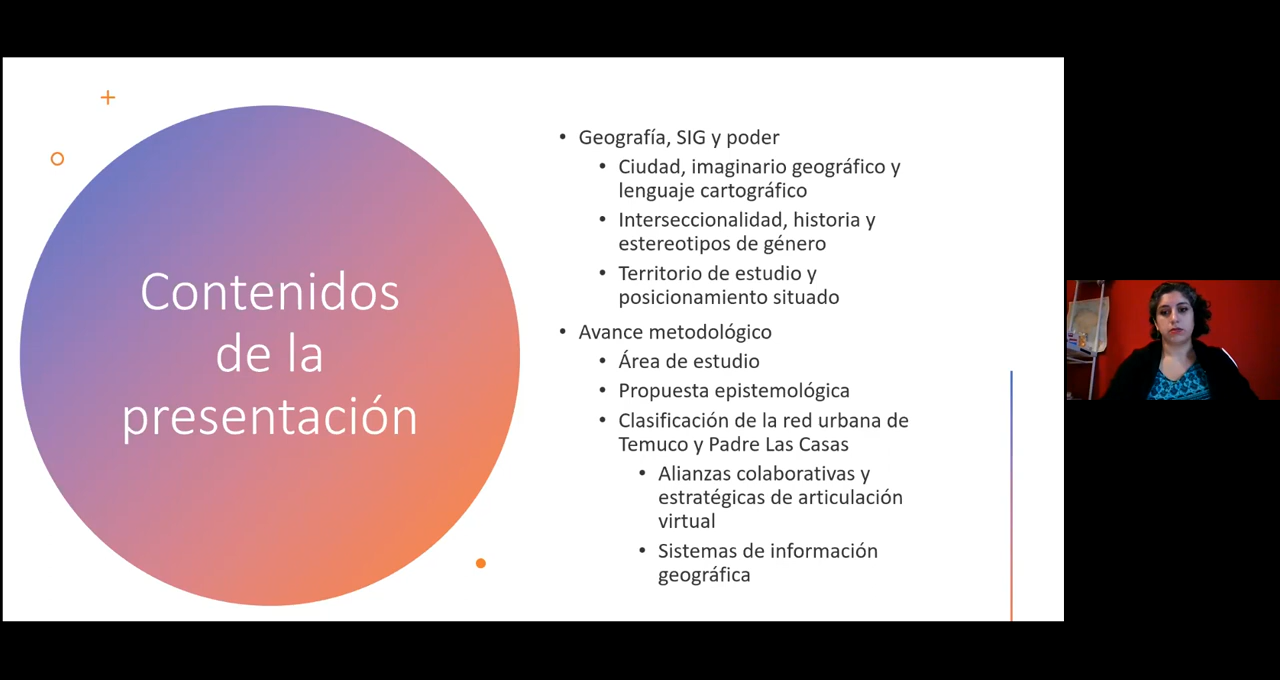 Contenidos
de la
presentación
• Geografía, SIG y poder
• Ciudad, imaginario geográfico y
lenguaje cartográfico
• Interseccionalidad, historia y
estereotipos de género
• Territorio de estudio y
posicionamiento situado
• Avance metodológico
• Área de estudio
• Propuesta epistemológica
• Clasificación de la red urbana de
Temuco y Padre Las Casas
• Alianzas colaborativas y
estratégicas de articulación
virtual
• Sistemas de información
geográfica